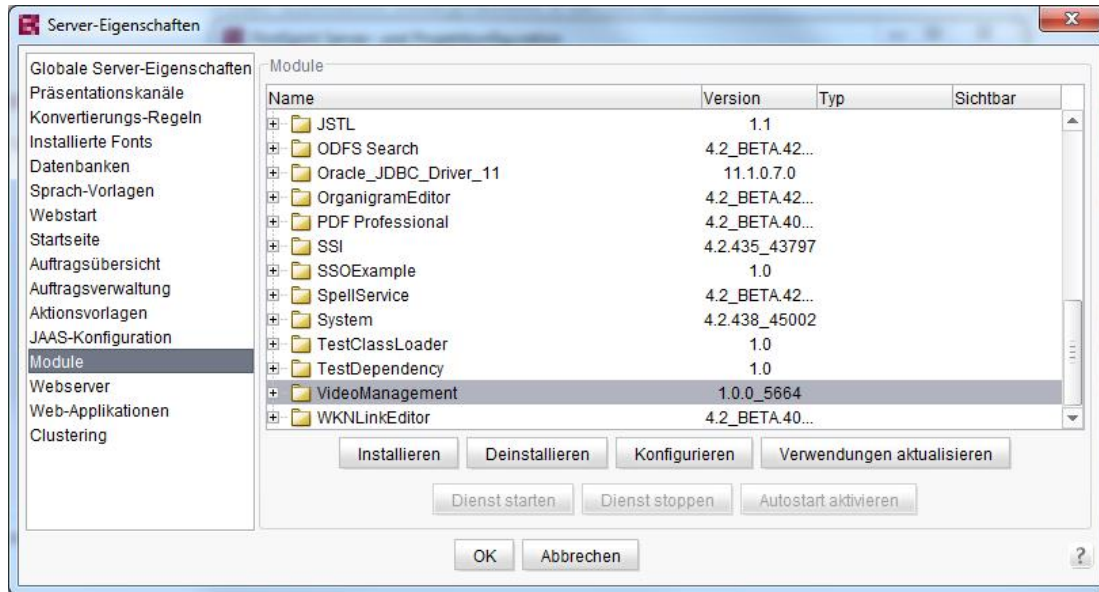 Server-Eigenschaften
Globale Server-Eigenschaften
Präsentationskanäle
Konvertierungs-Regeln
Installierte Fonts
Datenbanken
Sprach-Vorlagen
Webstart
Startseite
Auftragsübersicht
Auftragsverwaltung
Aktionsvorlagen
JAAS-Konfiguration
Module
Webserver
Web-Applikationen
Clustering
Module
Name Version Typ Sichtbar
JSTL 1.1
ODFS Search 4.2_BETA.42...
Oracle_JDBC_Driver_11 11.1.0.7.0
OrganigramEditor 4.2_BETA.42...
PDF Professional 4.2_BETA.40...
SSI 4.2.435_43797
SSOExample 1.0
SpellService 4.2_BETA.42...
System 4.2.438_45002
TestClassLoader 1.0
TestDependency 1.0
VideoManagement 1.0.0_5664
WKNLinkEditor 4.2_BETA.40...
Installieren Deinstallieren Konfigurieren Verwendungen aktualisieren
Dienst starten Dienst stoppen Autostart aktivieren
OK Abbrechen ?